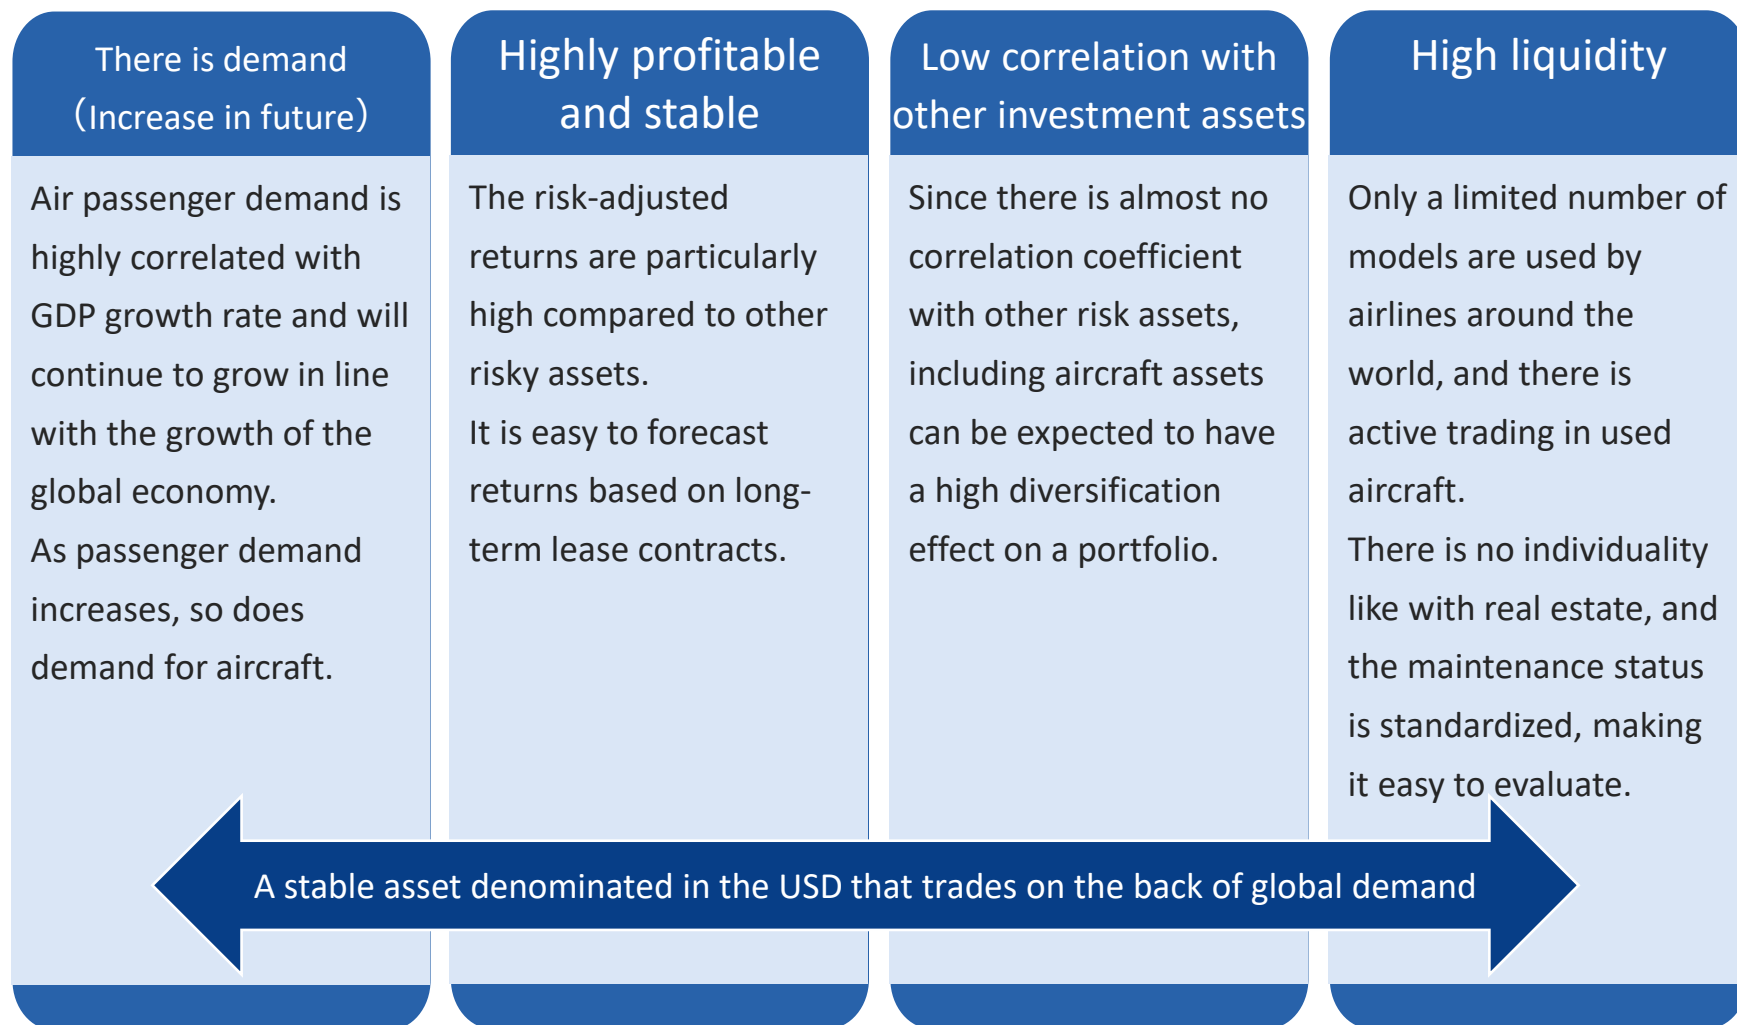 There is demand
（Increase in future）
Air passenger demand is
highly correlated with
GDP growth rate and will
continue to grow in line
with the growth of the
global economy.
As passenger demand
increases, so does
demand for aircraft.
Highly profitable
and stable
The risk-adjusted
returns are particularly
high compared to other
risky assets.
It is easy to forecast
returns based on long-
term lease contracts.
Low correlation with
other investment assets
Since there is almost no
correlation coefficient
with other risk assets,
including aircraft assets
can be expected to have
a high diversification
effect on a portfolio.
High liquidity
Only a limited number of
models are used by
airlines around the
world, and there is
active trading in used
aircraft.
There is no individuality
like with real estate, and
the maintenance status
is standardized, making
it easy to evaluate.
A stable asset denominated in the USD that trades on the back of global demand